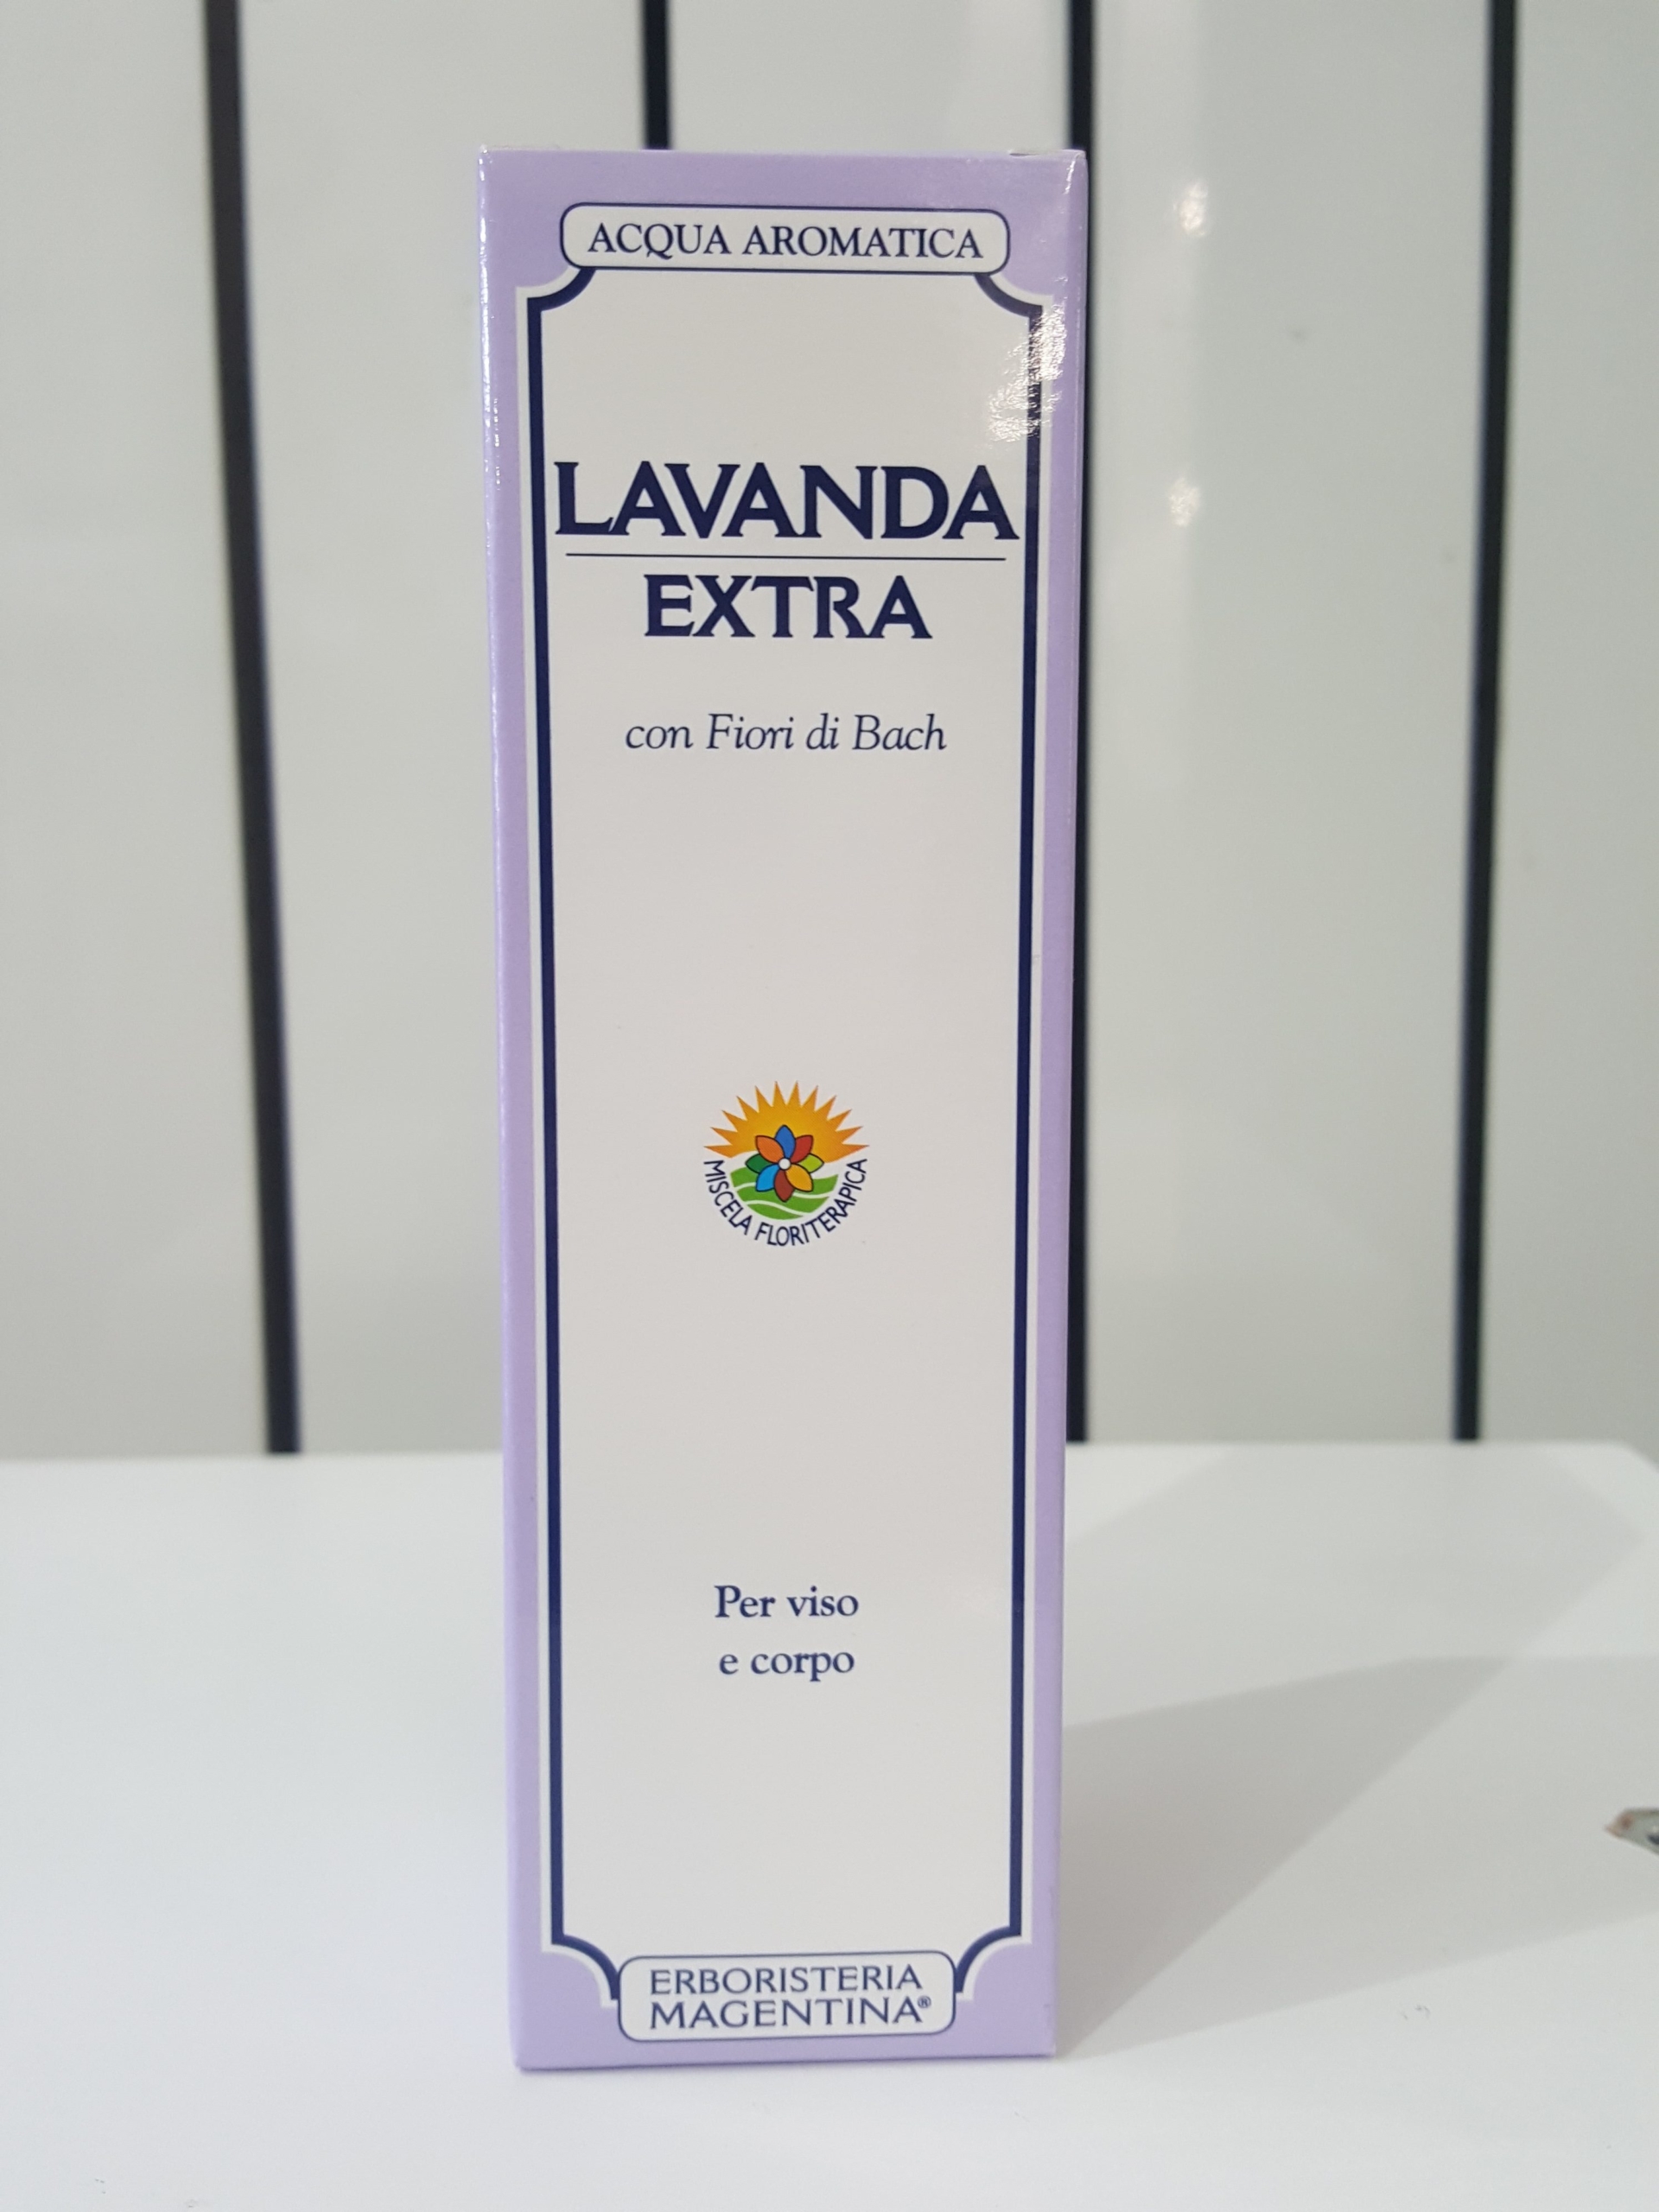 ACQUA AROMATICA
LAVANDA
EXTRA
con Fiori di Bach
MISCELA FLORITERAPICA
Per viso
e corpo
ERBORISTERIA
MAGENTINA®